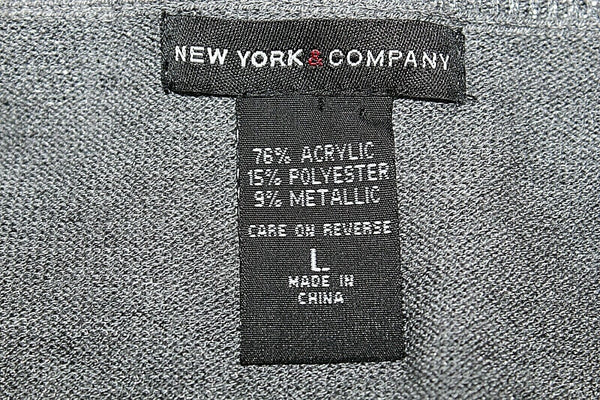 NEW YORK & COMPANY
76% ACRYLIC
15% POLYESTER
9% METALLIC
CARE ON REVERSE
L
MADE IN
CHINA